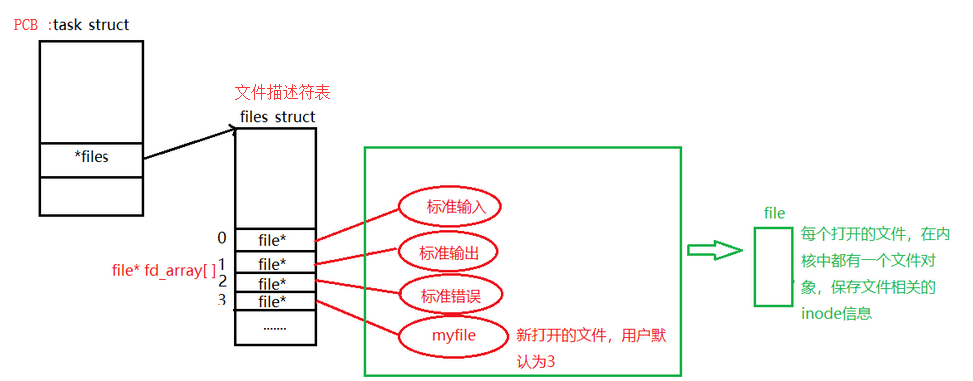 PCB :task struct
*files
文件描述符表
files struct
0
file*
file* fd_array[]
1
file*
2
file*
3
file*
.......
标准输入
标准输出
标准错误
myfile
新打开的文件，用户默
认为3
file
每个打开的文件，在内
核中都有一个文件对
象，保存文件相关的
inode信息